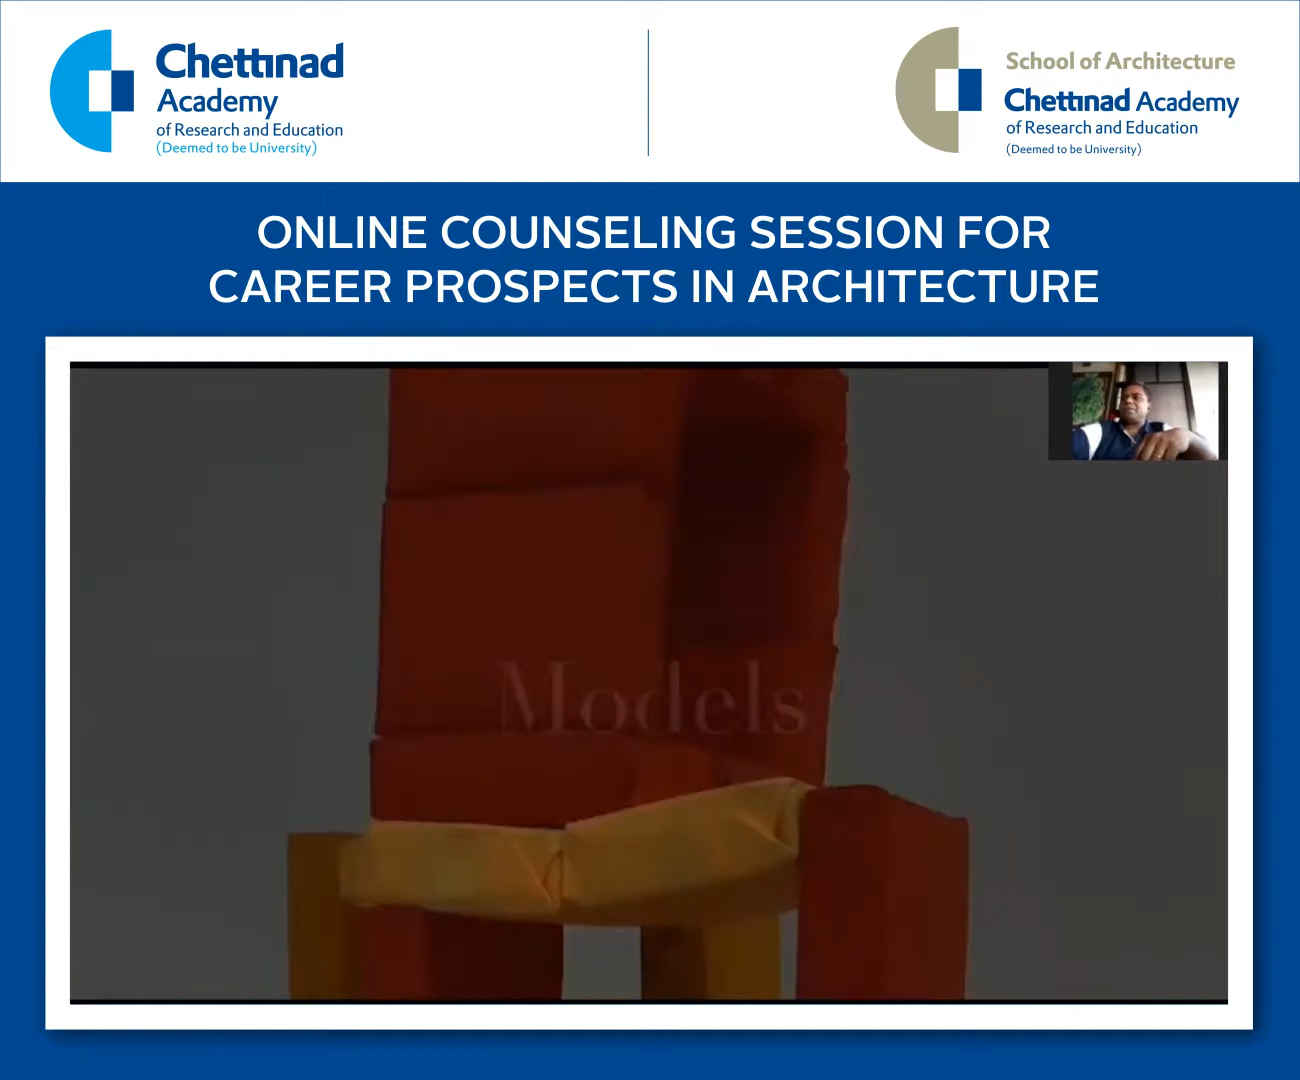 Chettinad
Academy
of Research and Education
(Deemed to be University)
School of Architecture
Chettinad Academy
of Research and Education
(Deemed to be University)
ONLINE COUNSELING SESSION FOR
CAREER PROSPECTS IN ARCHITECTURE
Models